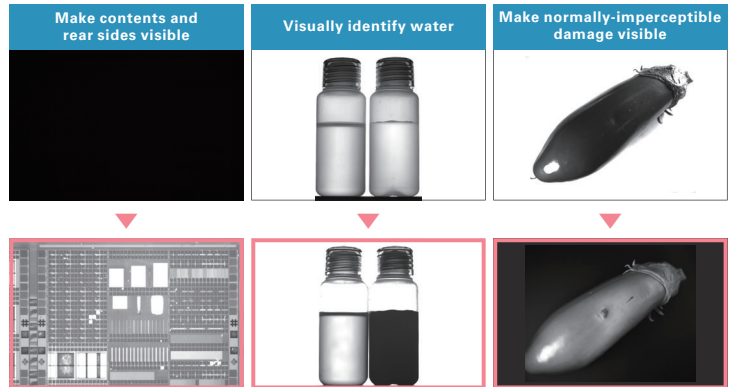 Make contents and
rear sides visible
Visually identify water
Make normally-imperceptible
damage visible